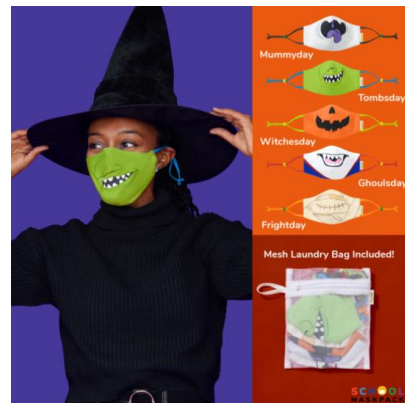 Mummyday
Tombsday
Witchesday
Ghoulsday
Frightday
Mesh Laundry Bag Included!
SCHOOL
MASKPACK